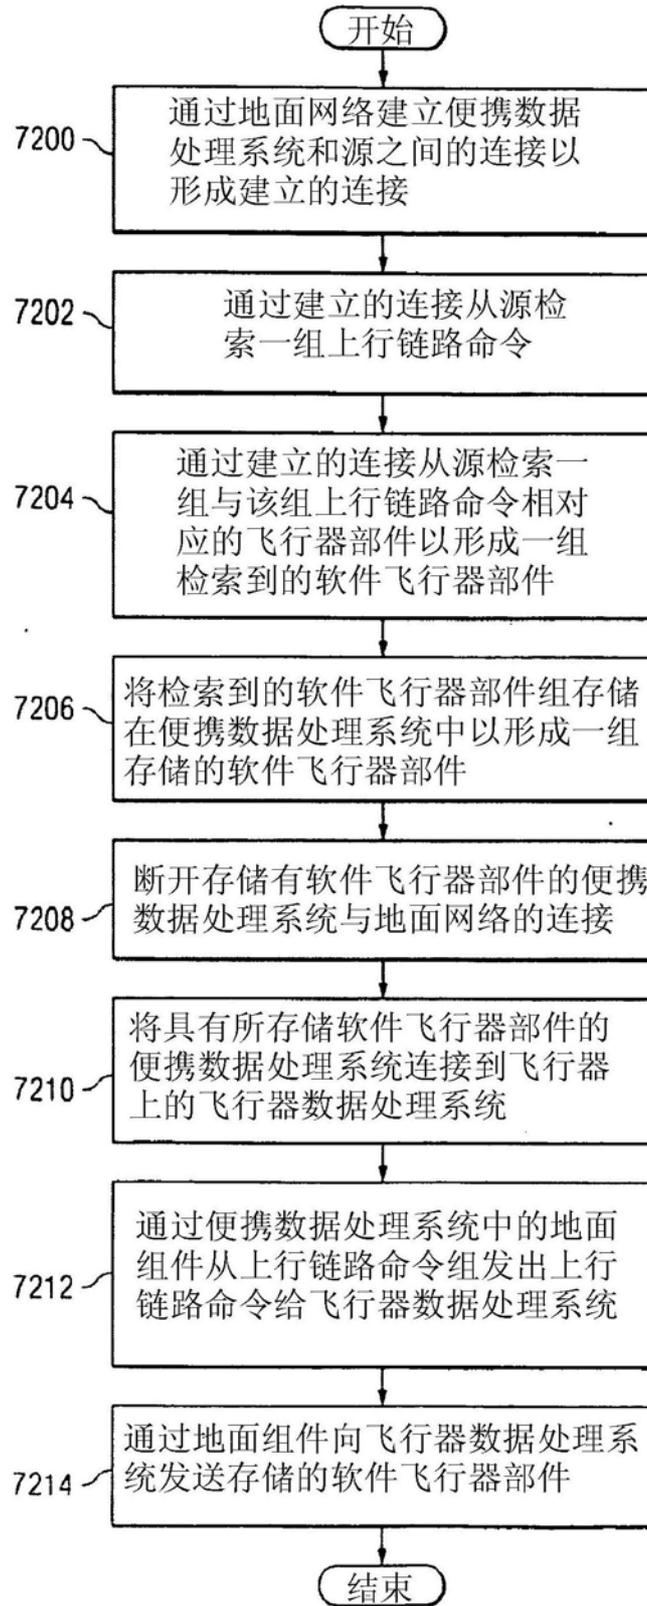 开始
7200
通过地面网络建立便携数据
处理系统和源之间的连接以
形成建立的连接
7202
通过建立的连接从源检
索一组上行链路命令
7204
通过建立的连接从源检索一
组与该组上行链路命令相对
应的飞行器部件以形成一组
检索到的软件飞行器部件
7206
将检索到的软件飞行器部件组存储
在便携数据处理系统中以形成一组
存储的软件飞行器部件
7208
断开存储有软件飞行器部件的便携
数据处理系统与地面网络的连接
7210
将具有所存储软件飞行器部件的
便携数据处理系统连接到飞行器
上的飞行器数据处理系统
7212
通过便携数据处理系统中的地面
组件从上行链路命令组发出上行
链路命令给飞行器数据处理系统
7214
通过地面组件向飞行器数据处理系
统发送存储的软件飞行器部件
结束